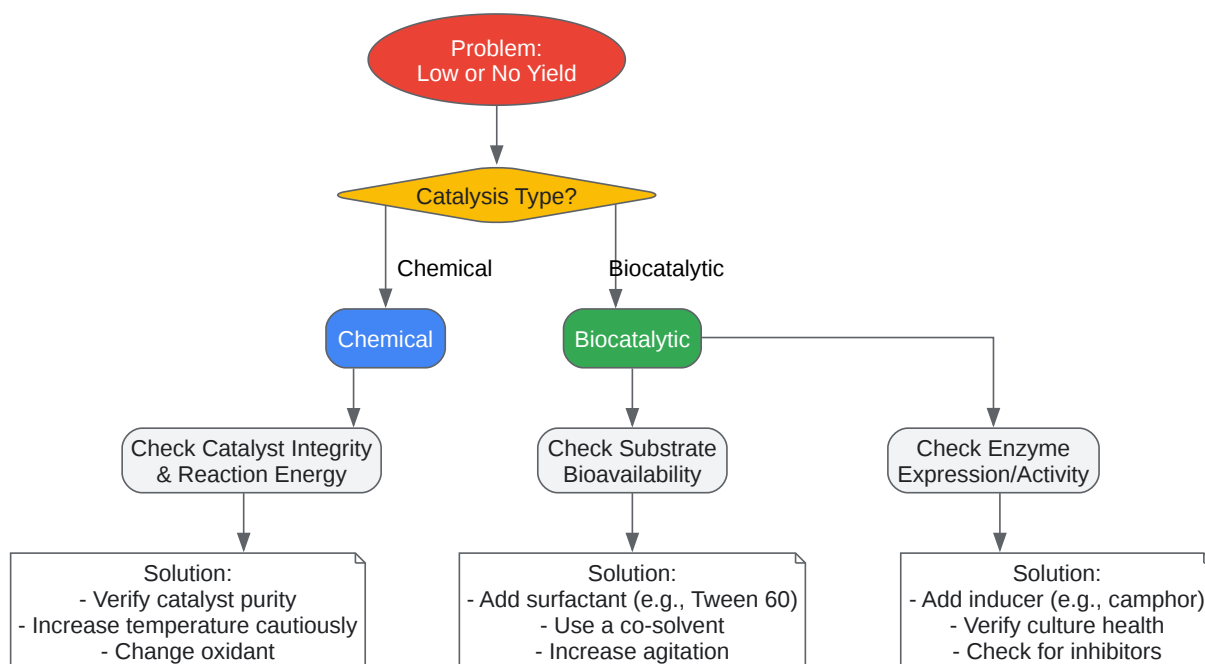 Problem:
Low or No Yield
Catalysis Type?
Chemical
Biocatalytic
Chemical
Biocatalytic
Check Catalyst Integrity
& Reaction Energy
Check Substrate
Bioavailability
Check Enzyme
Expression/Activity
Solution:
- Verify catalyst purity
- Increase temperature cautiously
- Change oxidant
Solution:
- Add surfactant (e.g., Tween 60)
- Use a co-solvent
- Increase agitation
Solution:
- Add inducer (e.g., camphor)
- Verify culture health
- Check for inhibitors